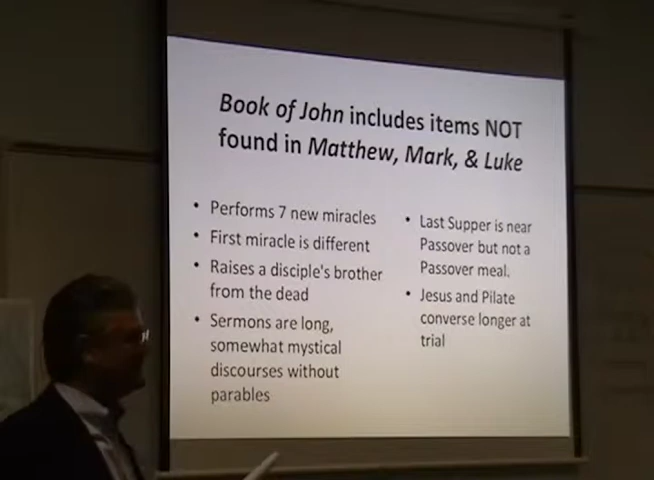 Book of John includes items NOT
found in Matthew, Mark, & Luke
• Performs 7 new miracles
• First miracle is different
• Raises a disciple's brother
from the dead
• Sermons are long,
somewhat mystical
discourses without
parables
• Last Supper is near
Passover but not a
Passover meal.
• Jesus and Pilate
converse longer at
trial